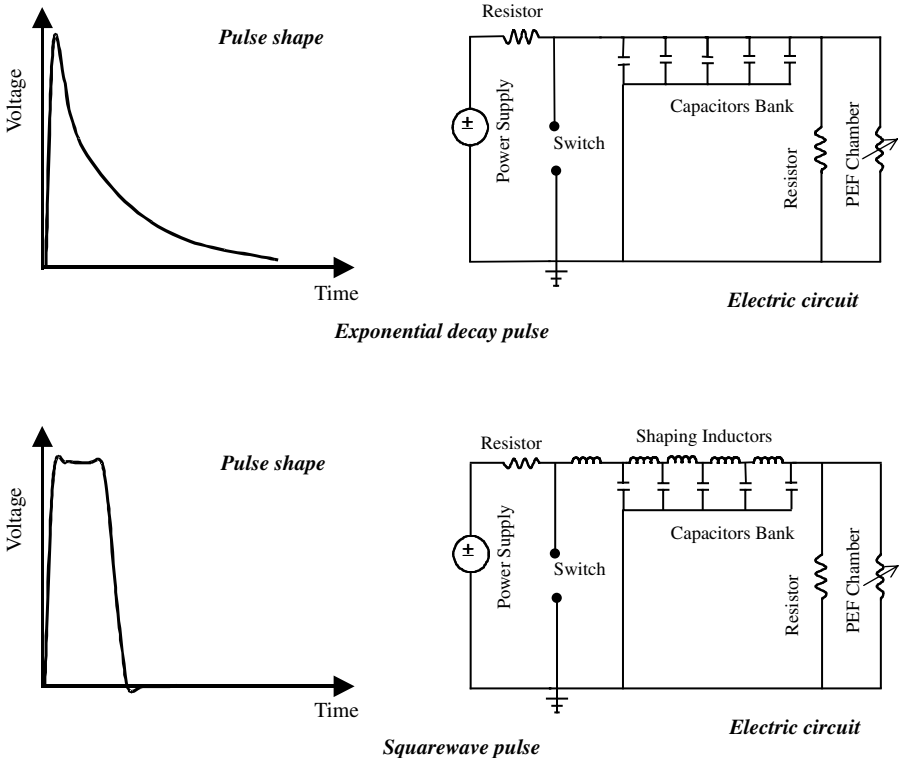 Resistor
Pulse shape
Voltage
±
Power Supply
Switch
Capacitors Bank
Resistor
PEF Chamber
Time
Electric circuit
Exponential decay pulse
Resistor
Shaping Inductors
Pulse shape
Voltage
±
Power Supply
Switch
Capacitors Bank
Resistor
PEF Chamber
Time
Electric circuit
Squarewave pulse